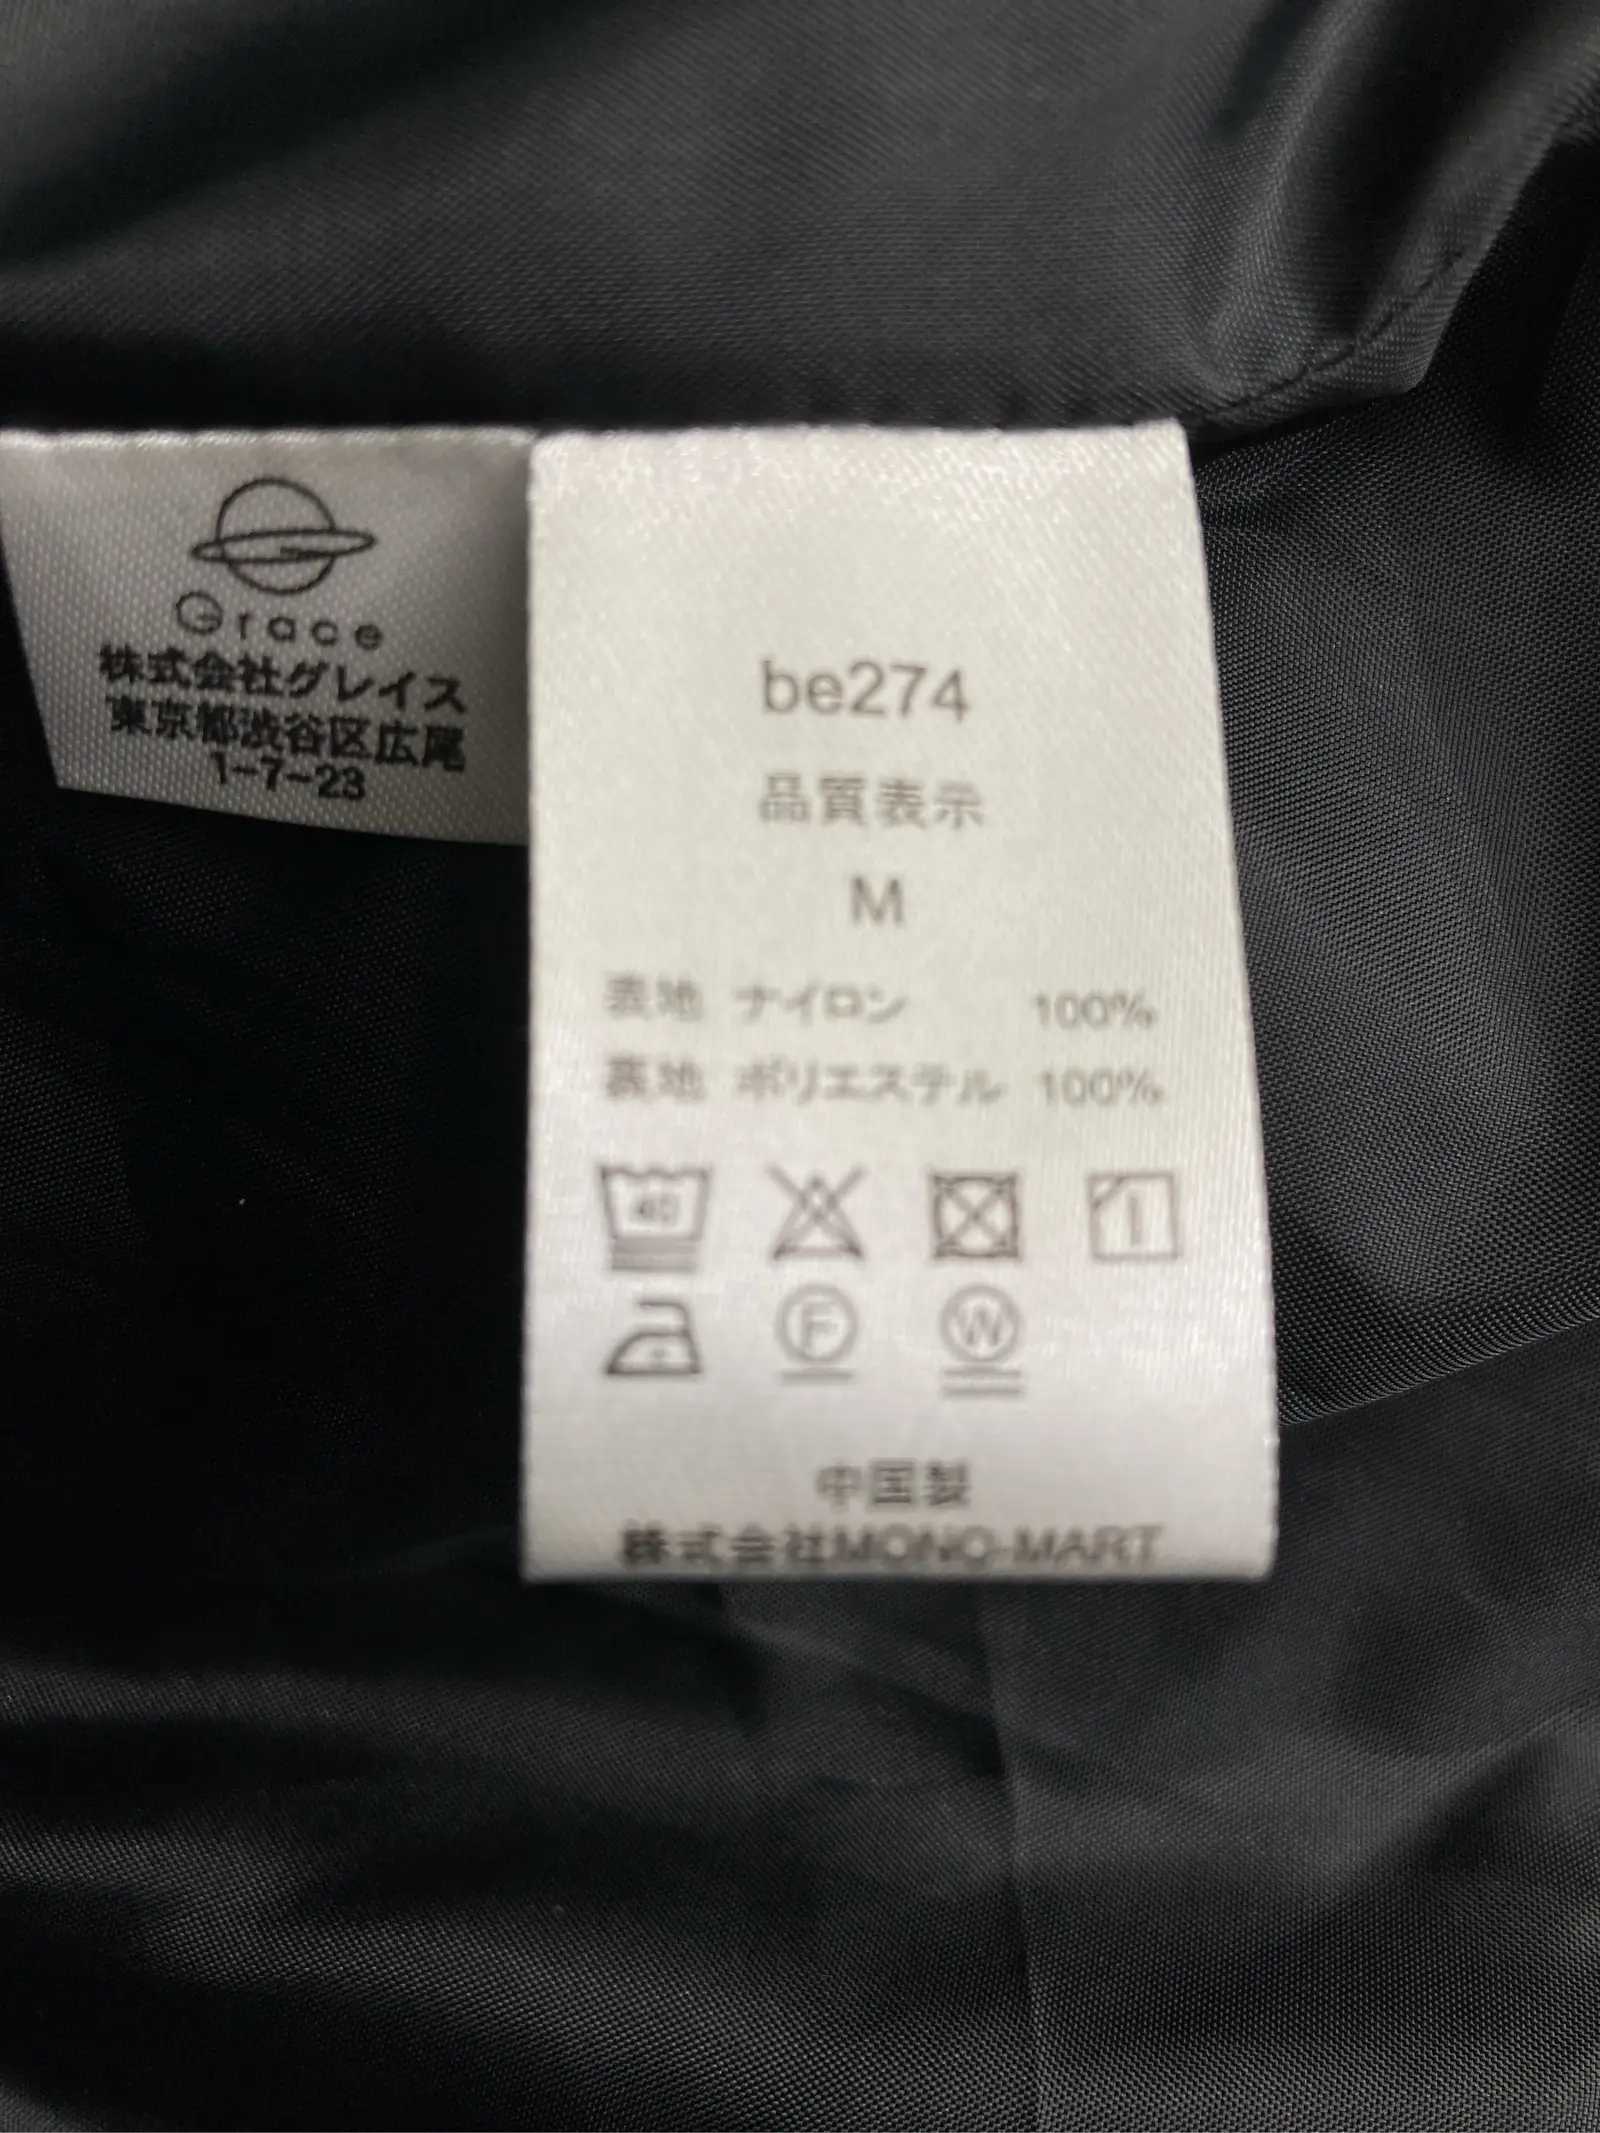 Grace
株式会社グレイス
東京都渋谷区広尾
1-7-23
be274
品質表示
M
表地 ナイロン 100%
裏地 ポリエステル 100%
40
F
W
中国製
株式会社MONO-MART